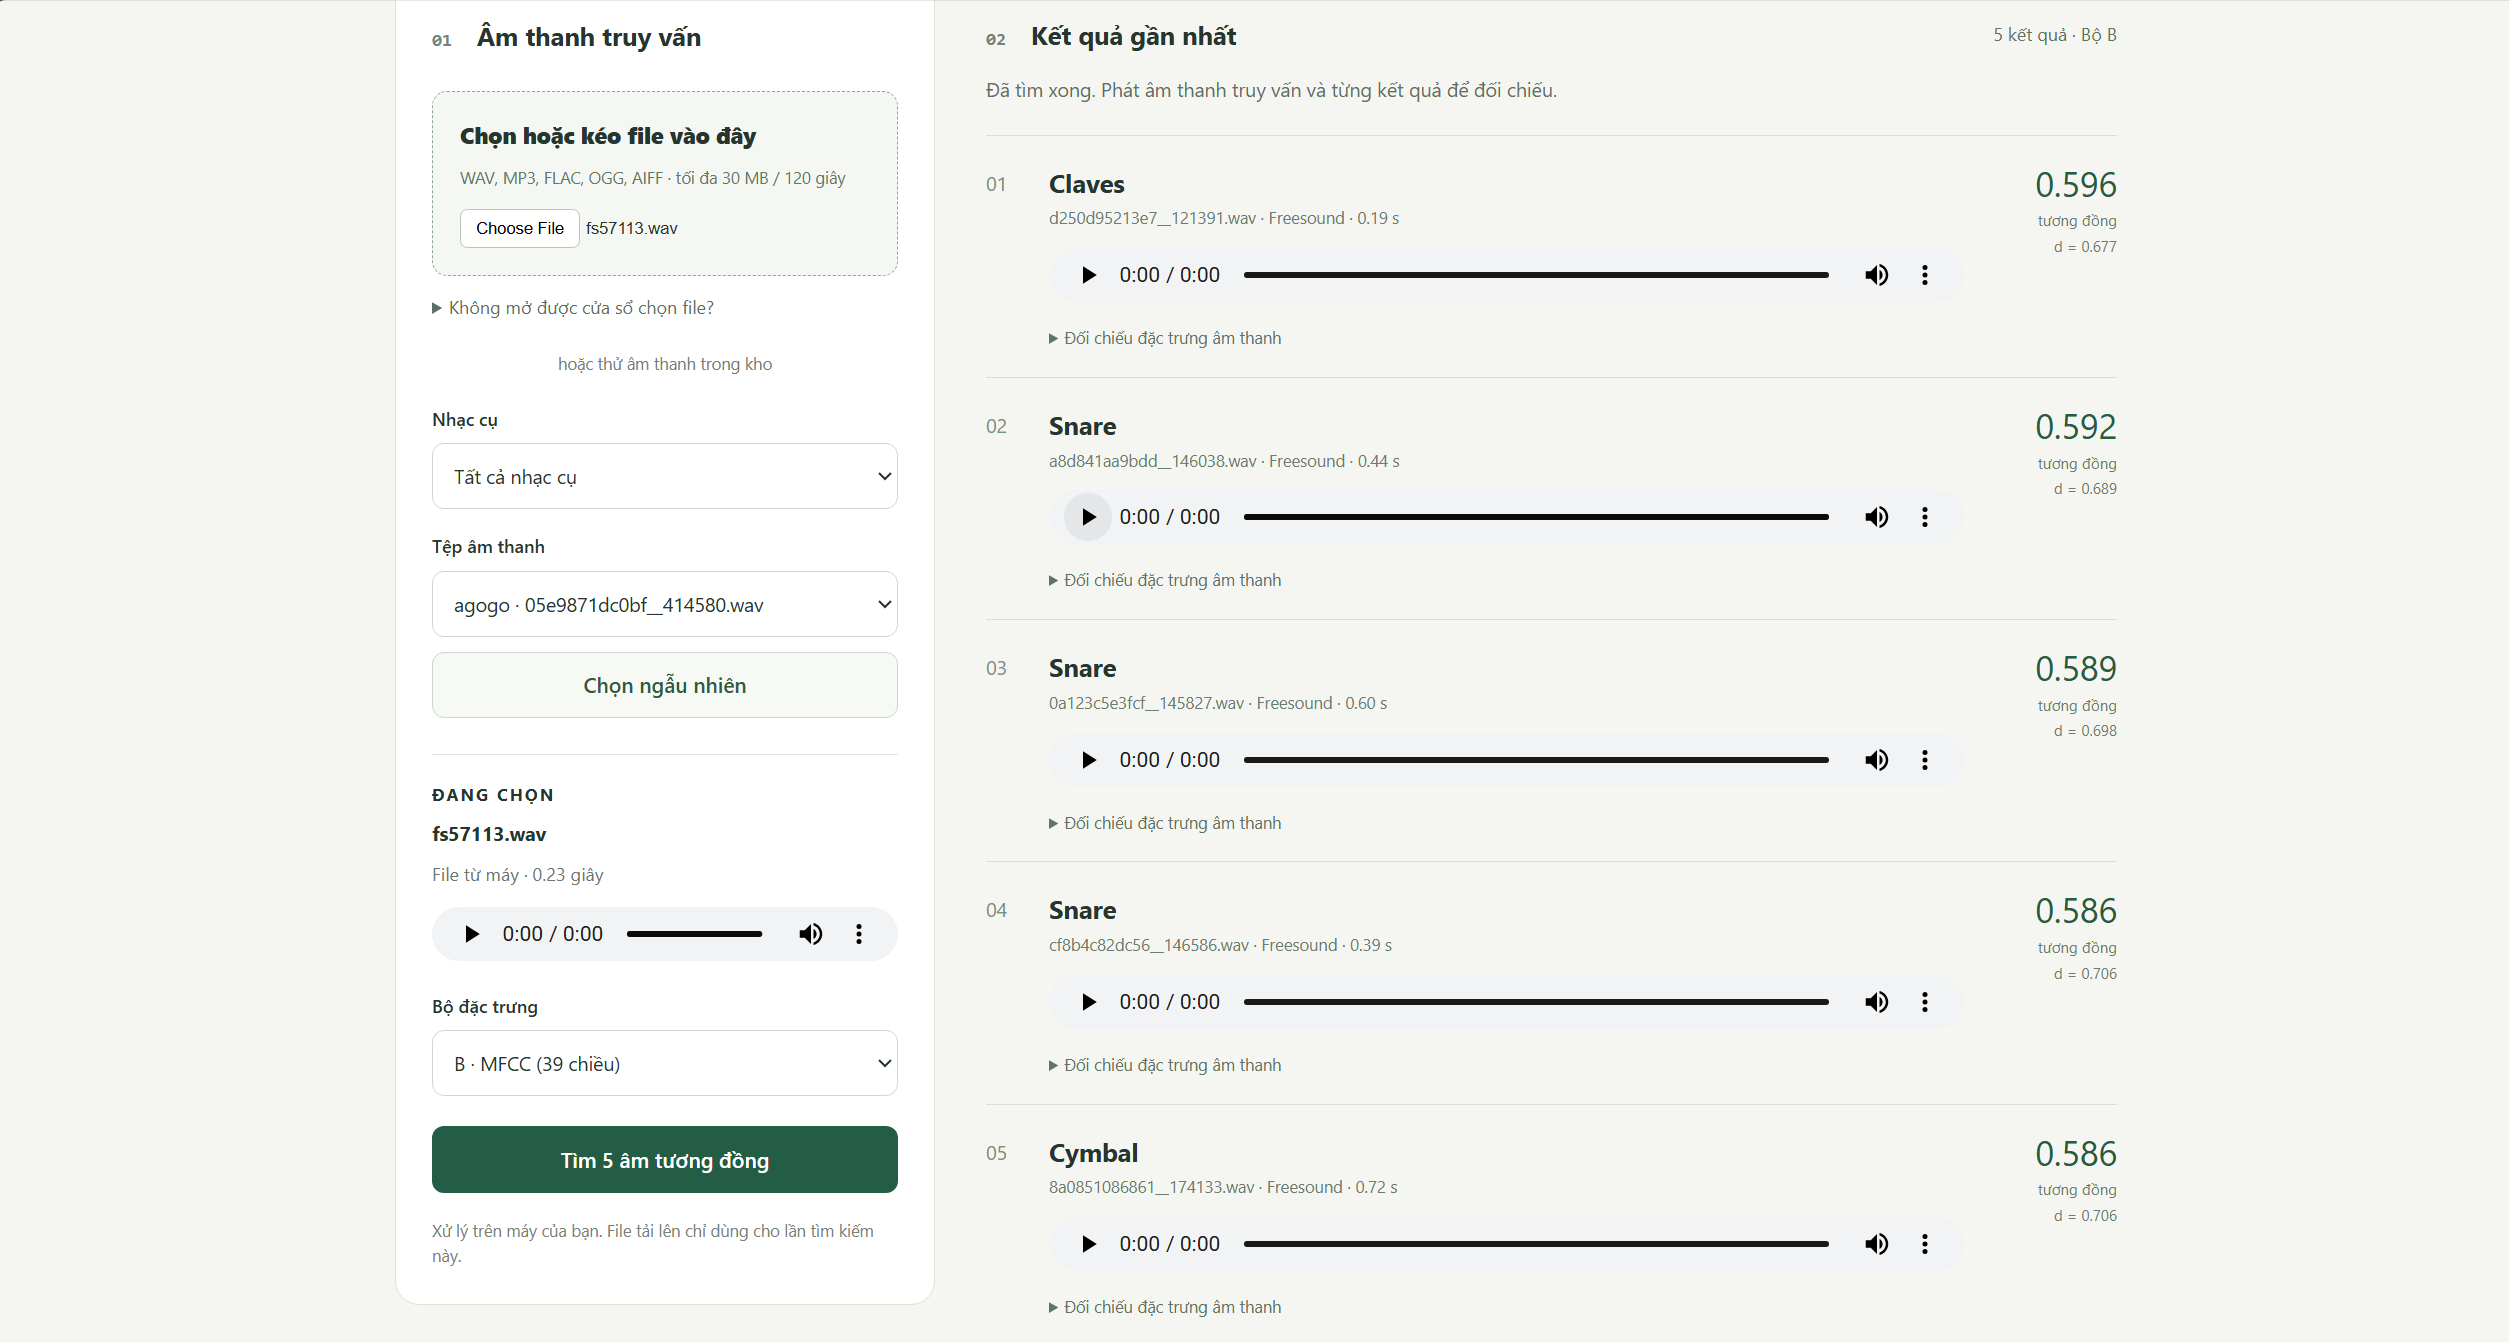 01 Âm thanh truy vấn
Chọn hoặc kéo file vào đây
WAV, MP3, FLAC, OGG, AIFF · tối đa 30 MB / 120 giây
Choose File fs57113.wav
▶ Không mở được cửa sổ chọn file?
hoặc thử âm thanh trong kho
Nhạc cụ
Tất cả nhạc cụ
Tệp âm thanh
agogo · 05e9871dc0bf__414580.wav
Chọn ngẫu nhiên
ĐANG CHỌN
fs57113.wav
File từ máy · 0.23 giây
0:00 / 0:00
Bộ đặc trưng
B · MFCC (39 chiều)
Tìm 5 âm tương đồng
Xử lý trên máy của bạn. File tải lên chỉ dùng cho lần tìm kiếm
này.
02 Kết quả gần nhất
5 kết quả · Bộ B
Đã tìm xong. Phát âm thanh truy vấn và từng kết quả để đối chiếu.
01 Claves
d250d95213e7__121391.wav · Freesound · 0.19 s
0:00 / 0:00
▶ Đối chiếu đặc trưng âm thanh
0.596
tương đồng
d = 0.677
02 Snare
a8d841aa9bdd__146038.wav · Freesound · 0.44 s
0:00 / 0:00
▶ Đối chiếu đặc trưng âm thanh
0.592
tương đồng
d = 0.689
03 Snare
0a123c5e3fcf__145827.wav · Freesound · 0.60 s
0:00 / 0:00
▶ Đối chiếu đặc trưng âm thanh
0.589
tương đồng
d = 0.698
04 Snare
cf8b4c82dc56__146586.wav · Freesound · 0.39 s
0:00 / 0:00
▶ Đối chiếu đặc trưng âm thanh
0.586
tương đồng
d = 0.706
05 Cymbal
8a0851086861__174133.wav · Freesound · 0.72 s
0:00 / 0:00
▶ Đối chiếu đặc trưng âm thanh
0.586
tương đồng
d = 0.706